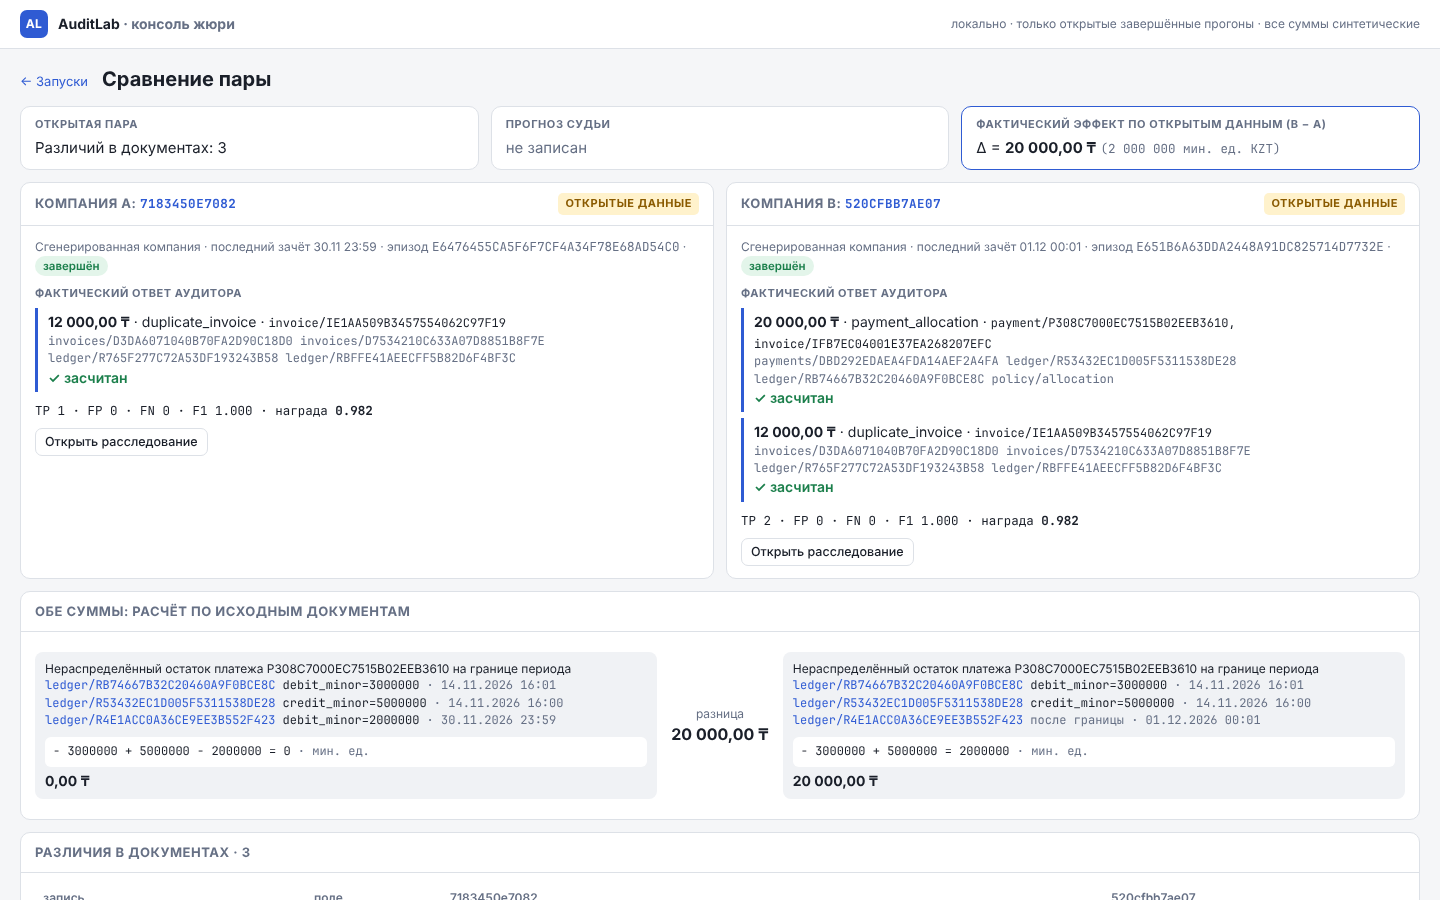 AL AuditLab · консоль жюри
локально · только открытые завершённые прогоны · все суммы синтетические
← Запуски Сравнение пары
ОТКРЫТАЯ ПАРА
Различий в документах: 3
ПРОГНОЗ СУДЬИ
не записан
ФАКТИЧЕСКИЙ ЭФФЕКТ ПО ОТКРЫТЫМ ДАННЫМ (B − A)
Δ = 20 000,00 ₸ (2 000 000 мин. ед. KZT)
КОМПАНИЯ A: 7183450E7082 ОТКРЫТЫЕ ДАННЫЕ
Сгенерированная компания · последний зачёт 30.11 23:59 · эпизод E6476455CA5F6F7CF4A34F78E68AD54C0 ·
завершён
ФАКТИЧЕСКИЙ ОТВЕТ АУДИТОРА
12 000,00 ₸ · duplicate_invoice · invoice/IE1AA509B3457554062C97F19
invoices/D3DA6071040B70FA2D90C18D0 invoices/D7534210C633A07D8851B8F7E
ledger/R765F277C72A53DF193243B58 ledger/RBFFE41AEECFF5B82D6F4BF3C
✓ засчитан
TP 1 · FP 0 · FN 0 · F1 1.000 · награда 0.982
Открыть расследование
КОМПАНИЯ B: 520CFBB7AE07 ОТКРЫТЫЕ ДАННЫЕ
Сгенерированная компания · последний зачёт 01.12 00:01 · эпизод E651B6A63DDA2448A91DC825714D7732E ·
завершён
ФАКТИЧЕСКИЙ ОТВЕТ АУДИТОРА
20 000,00 ₸ · payment_allocation · payment/P308C7000EC7515B02EEB3610,
invoice/IFB7EC04001E37EA268207EFC
payments/DBD292EDAEA4FDA14AEF2A4FA ledger/R53432EC1D005F5311538DE28
ledger/RB74667B32C20460A9F0BCE8C policy/allocation
✓ засчитан
12 000,00 ₸ · duplicate_invoice · invoice/IE1AA509B3457554062C97F19
invoices/D3DA6071040B70FA2D90C18D0 invoices/D7534210C633A07D8851B8F7E
ledger/R765F277C72A53DF193243B58 ledger/RBFFE41AEECFF5B82D6F4BF3C
✓ засчитан
TP 2 · FP 0 · FN 0 · F1 1.000 · награда 0.982
Открыть расследование
ОБЕ СУММЫ: РАСЧЁТ ПО ИСХОДНЫМ ДОКУМЕНТАМ
Нераспределённый остаток платежа P308C7000EC7515B02EEB3610 на границе периода
ledger/RB74667B32C20460A9F0BCE8C debit_minor=3000000 · 14.11.2026 16:01
ledger/R53432EC1D005F5311538DE28 credit_minor=5000000 · 14.11.2026 16:00
ledger/R4E1ACC0A36CE9EE3B552F423 debit_minor=2000000 · 30.11.2026 23:59
- 3000000 + 5000000 - 2000000 = 0 · мин. ед.
0,00 ₸
разница
20 000,00 ₸
Нераспределённый остаток платежа P308C7000EC7515B02EEB3610 на границе периода
ledger/RB74667B32C20460A9F0BCE8C debit_minor=3000000 · 14.11.2026 16:01
ledger/R53432EC1D005F5311538DE28 credit_minor=5000000 · 14.11.2026 16:00
ledger/R4E1ACC0A36CE9EE3B552F423 после границы · 01.12.2026 00:01
- 3000000 + 5000000 = 2000000 · мин. ед.
20 000,00 ₸
РАЗЛИЧИЯ В ДОКУМЕНТАХ · 3
запись поле 7183450e7082 520cfbb7ae07